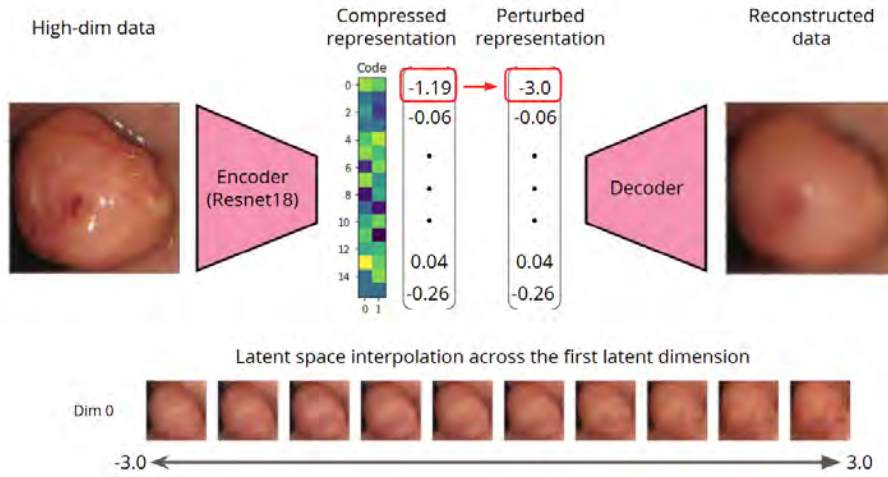 High-dim data
Compressed
representation
Perturbed
representation
Reconstructed
data
Code
0
2
4
6
8
10
12
14
0 1
-1.19
-0.06
0.04
-0.26
-3.0
-0.06
0.04
-0.26
Encoder
(Resnet18)
Decoder
Latent space interpolation across the first latent dimension
Dim 0
-3.0
3.0